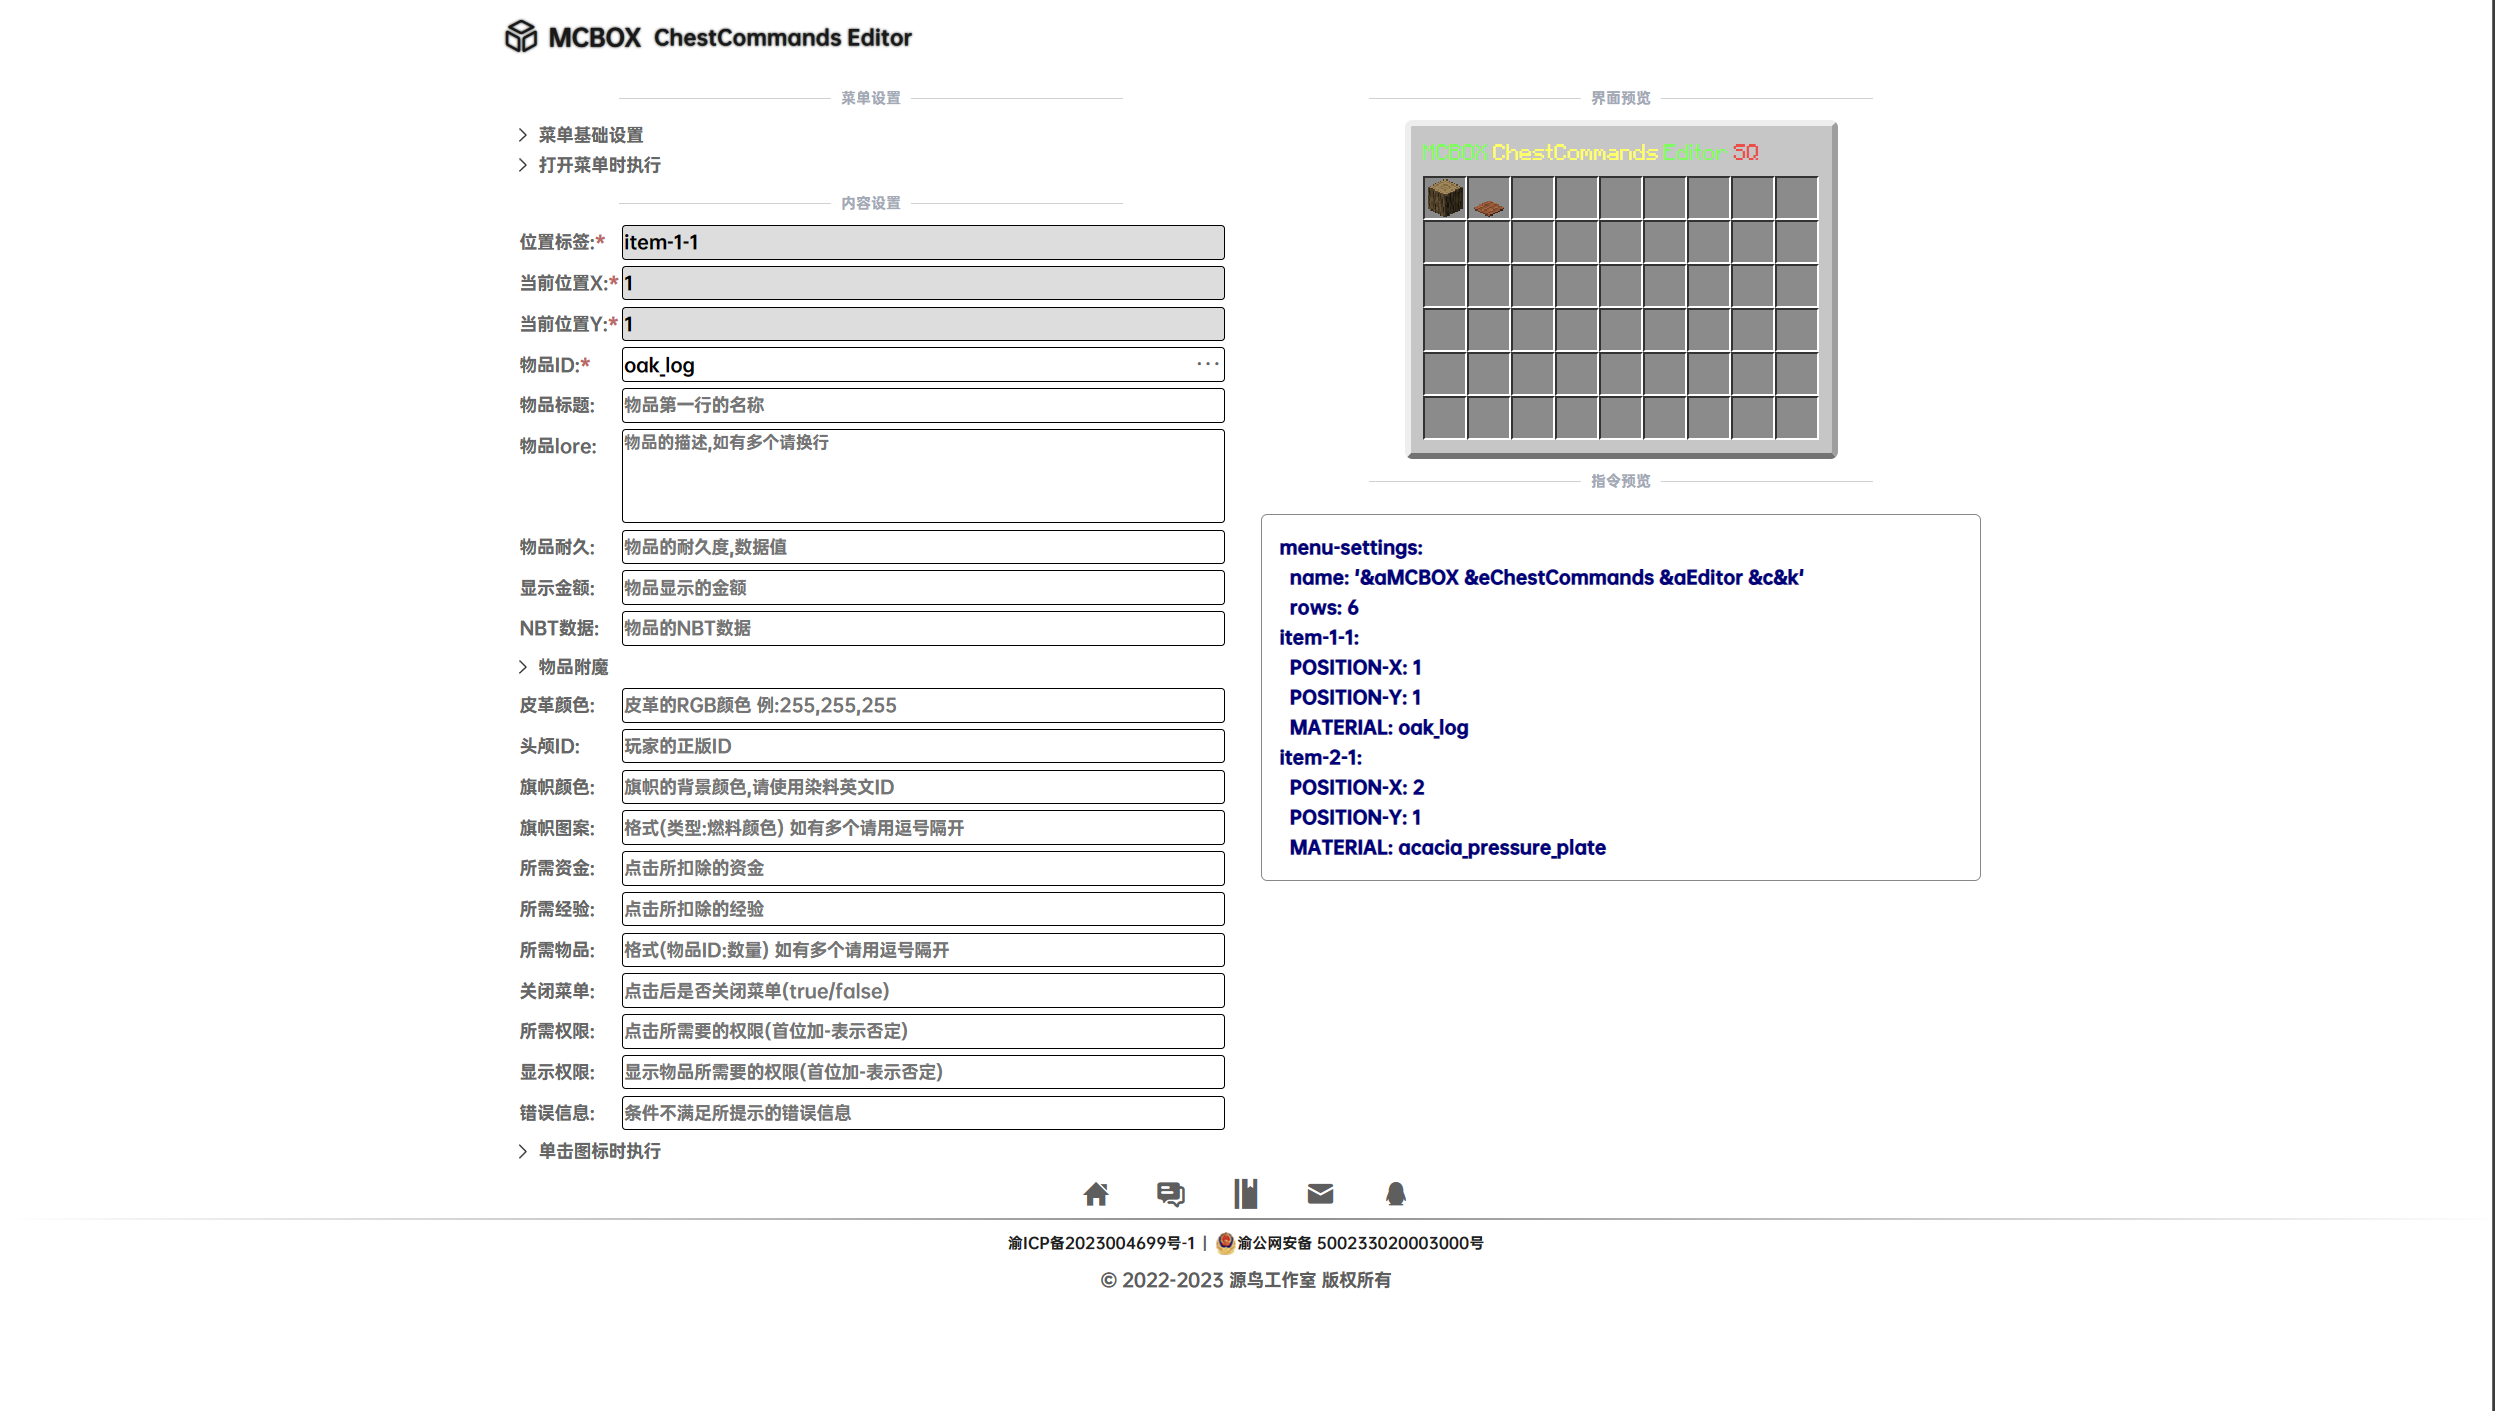 MCBOX ChestCommands Editor
菜单设置
菜单基础设置
打开菜单时执行
内容设置
位置标签:* item-1-1
当前位置X:* 1
当前位置Y:* 1
物品ID:* oak_log ···
物品标题: 物品第一行的名称
物品lore: 物品的描述,如有多个请换行
物品耐久: 物品的耐久度,数据值
显示金额: 物品显示的金额
NBT数据: 物品的NBT数据
物品附魔
皮革颜色: 皮革的RGB颜色 例:255,255,255
头颅ID: 玩家的正版ID
旗帜颜色: 旗帜的背景颜色,请使用染料英文ID
旗帜图案: 格式(类型:燃料颜色) 如有多个请用逗号隔开
所需资金: 点击所扣除的资金
所需经验: 点击所扣除的经验
所需物品: 格式(物品ID:数量) 如有多个请用逗号隔开
关闭菜单: 点击后是否关闭菜单(true/false)
所需权限: 点击所需要的权限(首位加-表示否定)
显示权限: 显示物品所需要的权限(首位加-表示否定)
错误信息: 条件不满足所提示的错误信息
单击图标时执行
界面预览
MCBOX ChestCommands Editor SQ
指令预览
menu-settings:
name: '&aMCBOX &eChestCommands &aEditor &c&k'
rows: 6
item-1-1:
POSITION-X: 1
POSITION-Y: 1
MATERIAL: oak_log
item-2-1:
POSITION-X: 2
POSITION-Y: 1
MATERIAL: acacia_pressure_plate
渝ICP备2023004699号-1 | 渝公网安备 500233020003000号
© 2022-2023 源鸟工作室 版权所有